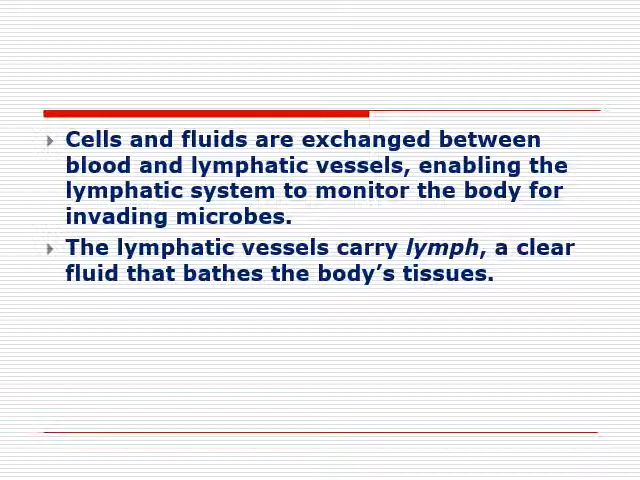 Cells and fluids are exchanged between
blood and lymphatic vessels, enabling the
lymphatic system to monitor the body for
invading microbes.
The lymphatic vessels carry lymph, a clear
fluid that bathes the body’s tissues.